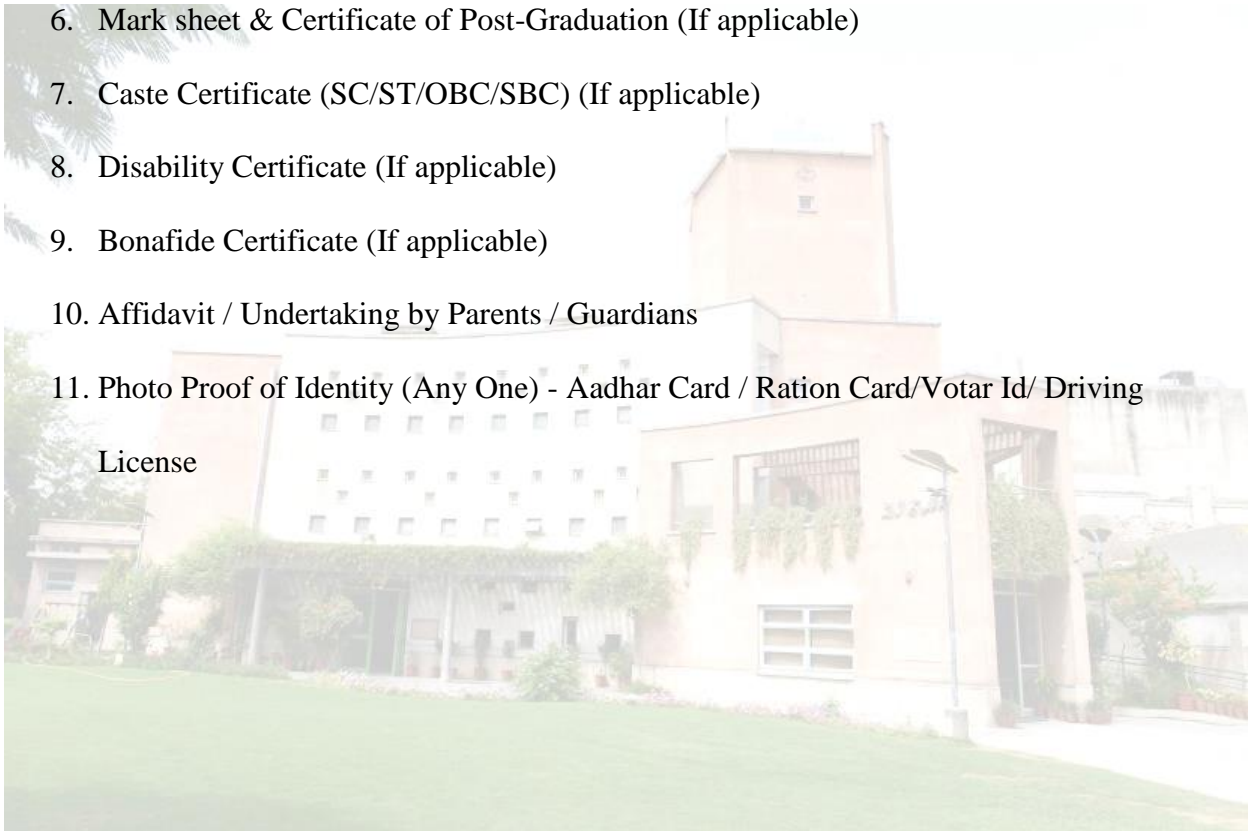 6. Mark sheet & Certificate of Post-Graduation (If applicable)
7. Caste Certificate (SC/ST/OBC/SBC) (If applicable)
8. Disability Certificate (If applicable)
9. Bonafide Certificate (If applicable)
10. Affidavit / Undertaking by Parents / Guardians
11. Photo Proof of Identity (Any One) - Aadhar Card / Ration Card/Votar Id/ Driving
License